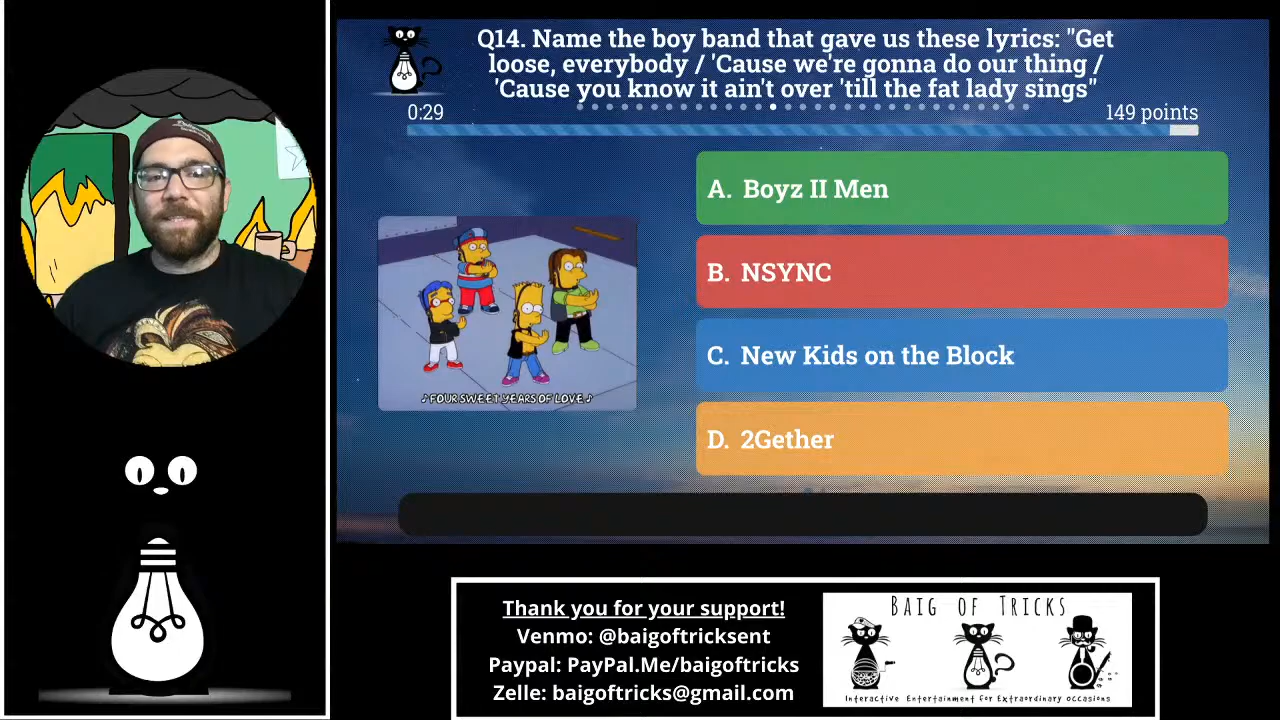 Q14. Name the boy band that gave us these lyrics: "Get
loose, everybody / 'Cause we're gonna do our thing /
'Cause you know it ain't over 'till the fat lady sings"
0:29
149 points
A. Boyz II Men
B. NSYNC
C. New Kids on the Block
D. 2Gether
♪FOUR SWEET YEARS OF LOVE♪
Thank you for your support!
Venmo: @baigoftricksent
Paypal: PayPal.Me/baigoftricks
Zelle: baigoftricks@gmail.com
BAIG OF TRICKS
Interactive Entertainment for Extraordinary occasions